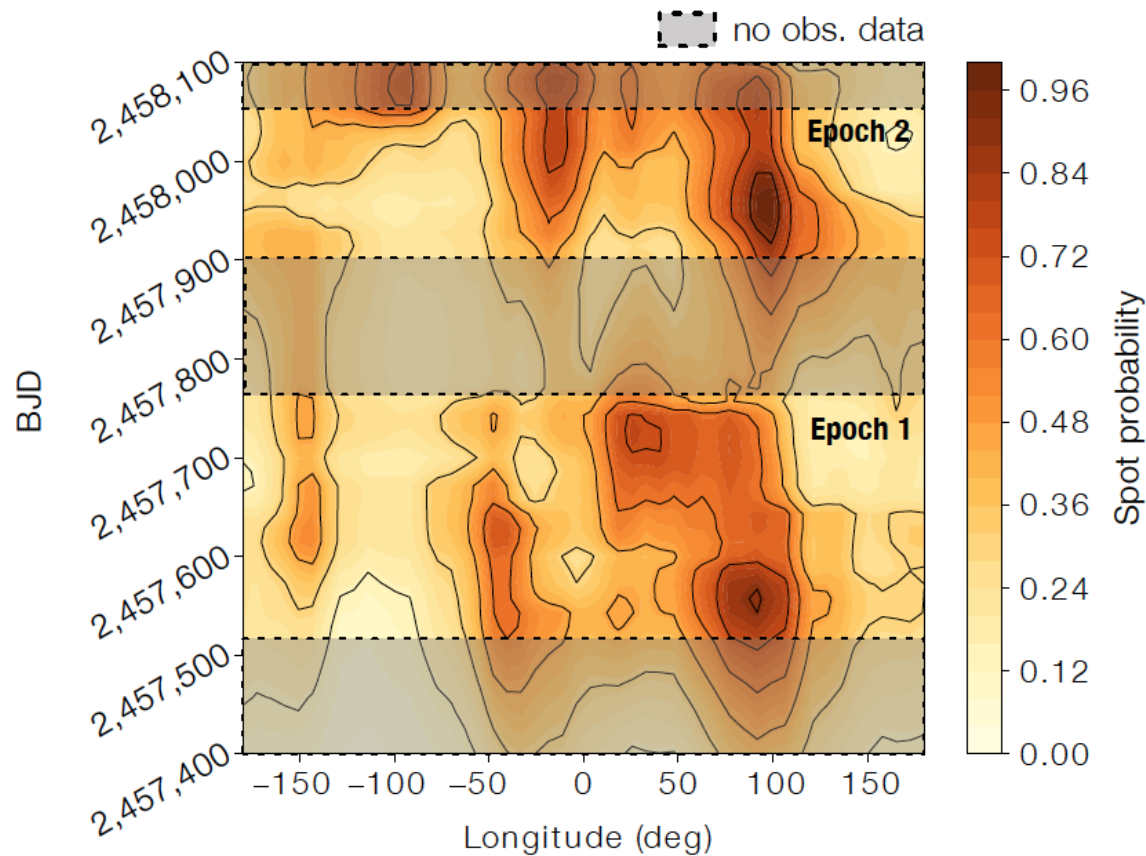 no obs. data
2,458,100
2,458,000
2,457,900
2,457,800
2,457,700
2,457,600
2,457,500
2,457,400
BJD
Epoch 2
Epoch 1
−150 −100 −50 0 50 100 150
Longitude (deg)
0.96
0.84
0.72
0.60
0.48
0.36
0.24
0.12
0.00
Spot probability